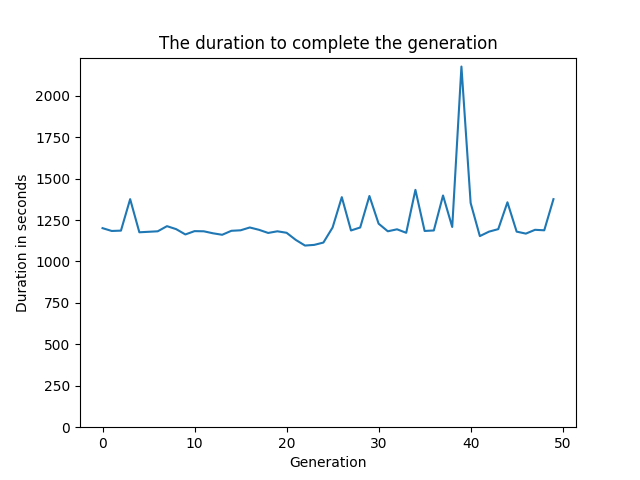 The duration to complete the generation
Duration in seconds
2000
1750
1500
1250
1000
750
500
250
0
0 10 20 30 40 50
Generation